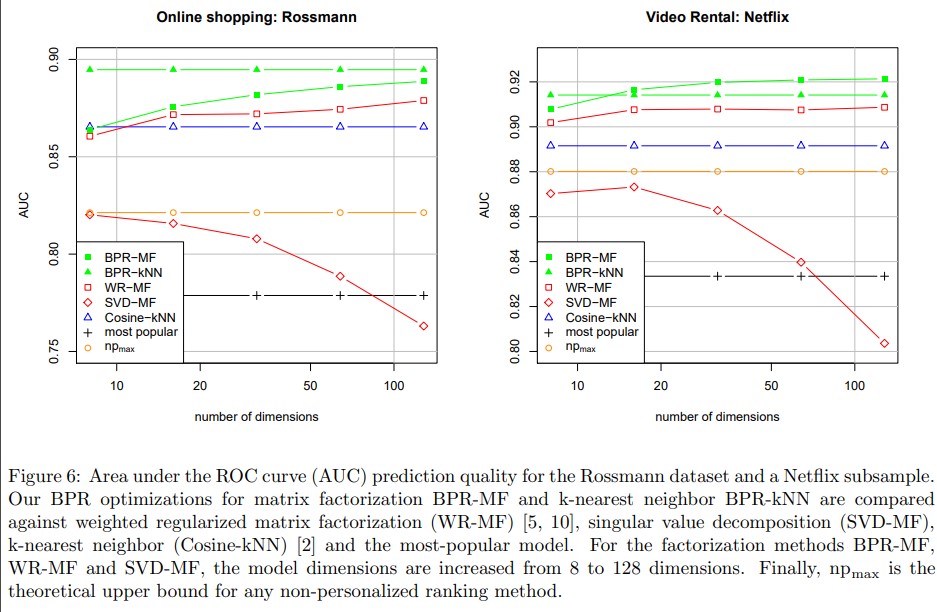 Online shopping: Rossmann
0.90
0.85
0.80
0.75
AUC
BPR−MF
BPR−kNN
WR−MF
SVD−MF
Cosine−kNN
most popular
npmax
10
20
50
100
number of dimensions
Video Rental: Netflix
0.92
0.90
0.88
0.86
0.84
0.82
0.80
AUC
BPR−MF
BPR−kNN
WR−MF
SVD−MF
Cosine−kNN
most popular
npmax
10
20
50
100
number of dimensions
Figure 6: Area under the ROC curve (AUC) prediction quality for the Rossmann dataset and a Netflix subsample.
Our BPR optimizations for matrix factorization BPR-MF and k-nearest neighbor BPR-kNN are compared
against weighted regularized matrix factorization (WR-MF) [5, 10], singular value decomposition (SVD-MF),
k-nearest neighbor (Cosine-kNN) [2] and the most-popular model. For the factorization methods BPR-MF,
WR-MF and SVD-MF, the model dimensions are increased from 8 to 128 dimensions. Finally, npmax is the
theoretical upper bound for any non-personalized ranking method.